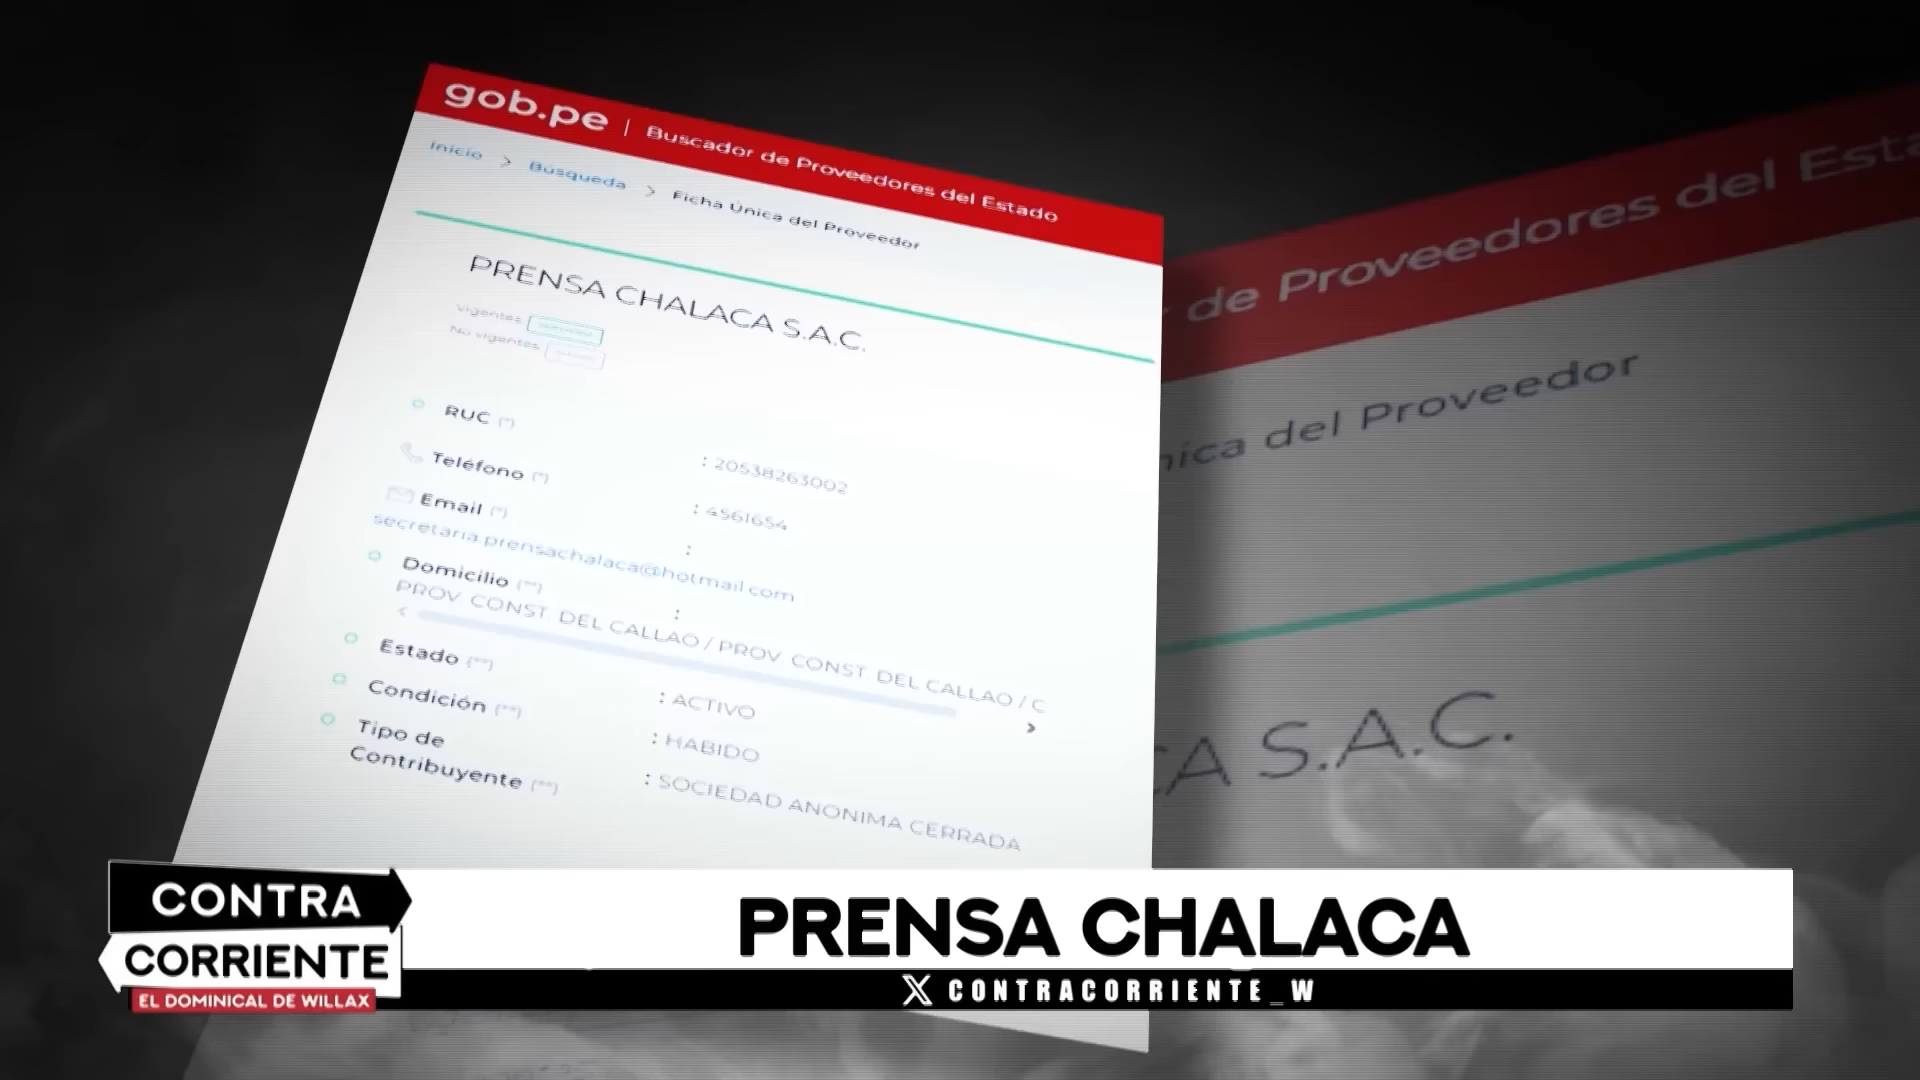 gob.pe | Buscador de Proveedores del Estado
Inicio > Búsqueda > Ficha Única del Proveedor
PRENSA CHALACA S.A.C.
Vigentes
No vigentes
RUC (*) : 20538263002
Teléfono (*) : 4561654
Email (*) :
secretaria.prensachalaca@hotmail.com
Domicilio (**) :
PROV. CONST. DEL CALLAO / PROV. CONST. DEL CALLAO / C
Estado (**) : ACTIVO
Condición (**) : HABIDO
Tipo de
Contribuyente (**) : SOCIEDAD ANONIMA CERRADA
de Proveedores del Esta
nica del Proveedor
CA S.A.C.
CONTRA
CORRIENTE
EL DOMINICAL DE WILLAX
PRENSA CHALACA
X CONTRACORRIENTE_W